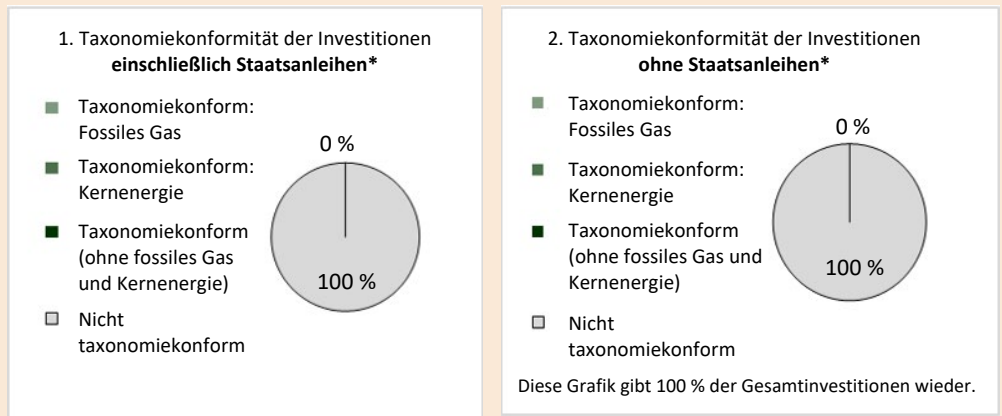 1. Taxonomiekonformität der Investitionen
einschließlich Staatsanleihen*
Taxonomiekonform:
Fossiles Gas
Taxonomiekonform:
Kernenergie
Taxonomiekonform
(ohne fossiles Gas
und Kernenergie)
Nicht
taxonomiekonform
0 %
100 %
2. Taxonomiekonformität der Investitionen
ohne Staatsanleihen*
Taxonomiekonform:
Fossiles Gas
Taxonomiekonform:
Kernenergie
Taxonomiekonform
(ohne fossiles Gas und
Kernenergie)
Nicht
taxonomiekonform
0 %
100 %
Diese Grafik gibt 100 % der Gesamtinvestitionen wieder.